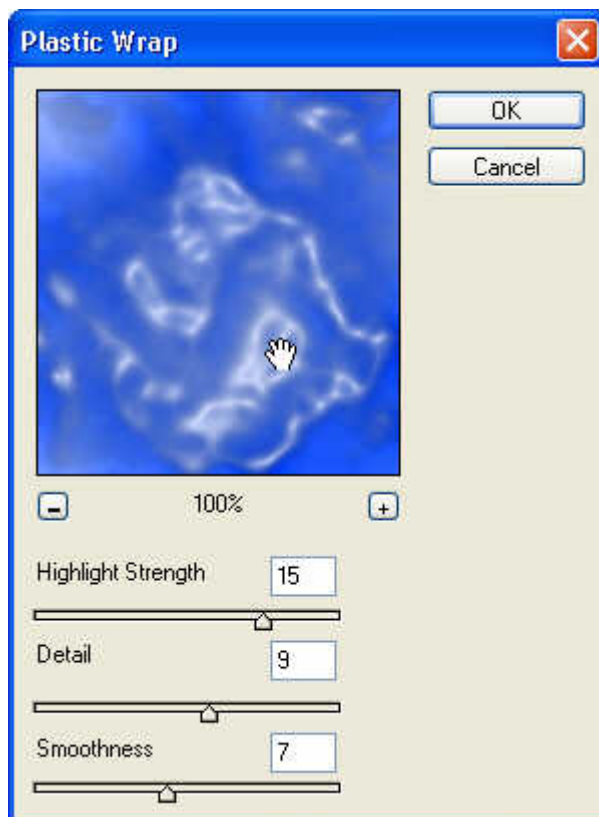 Plastic Wrap
OK
Cancel
100%
Highlight Strength 15
Detail 9
Smoothness 7